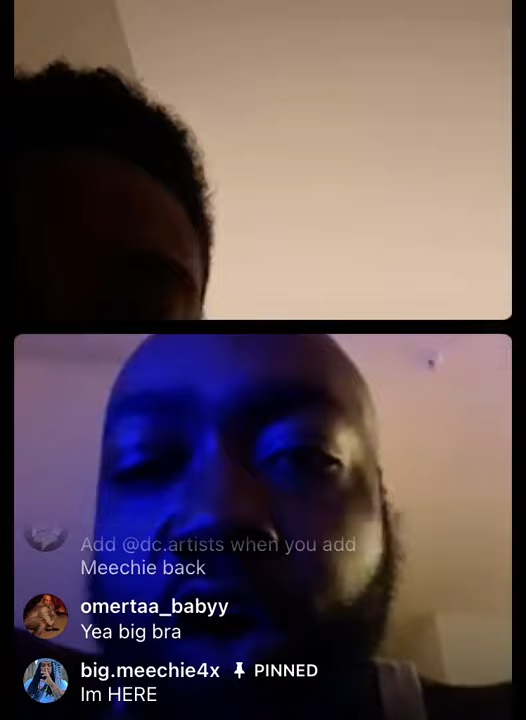 Add @dc.artists when you add
Meechie back
omertaa_babyy
Yea big bra
big.meechie4x PINNED
Im HERE